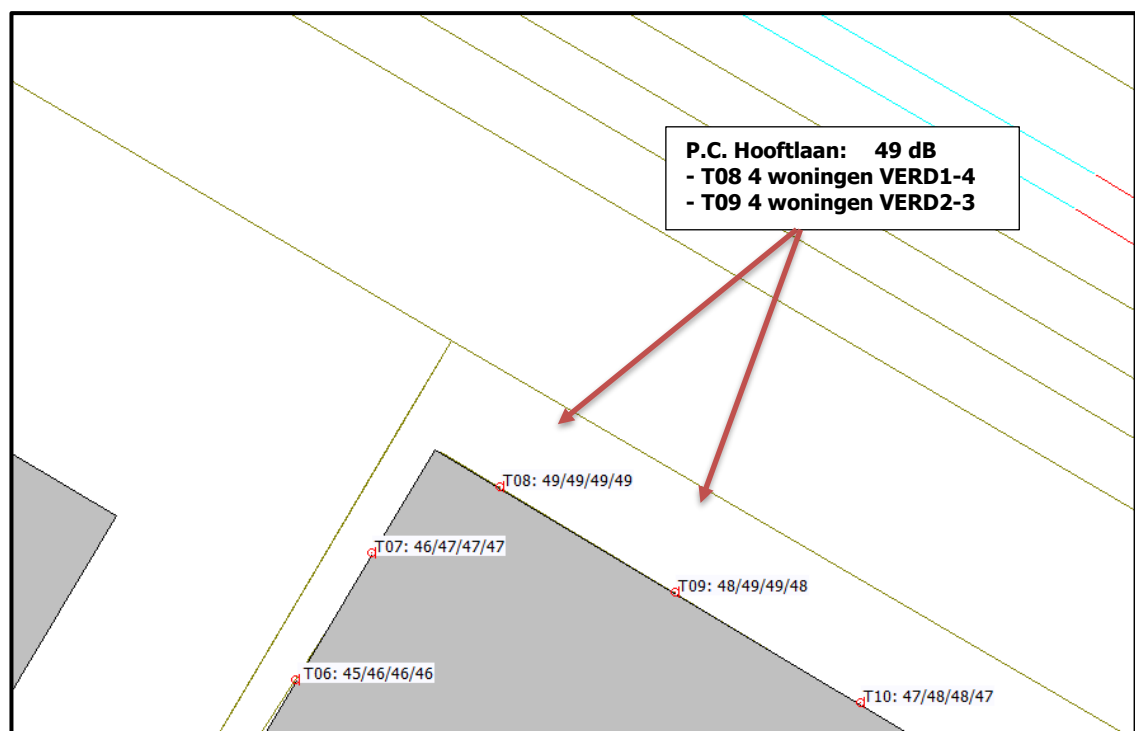 P.C. Hooftlaan: 49 dB
- T08 4 woningen VERD1-4
- T09 4 woningen VERD2-3
T08: 49/49/49/49
T07: 46/47/47/47
T09: 48/49/49/48
T06: 45/46/46/46
T10: 47/48/48/47